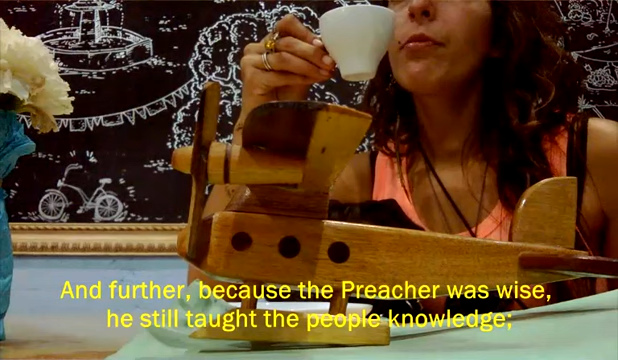 And further, because the Preacher was wise,
he still taught the people knowledge;